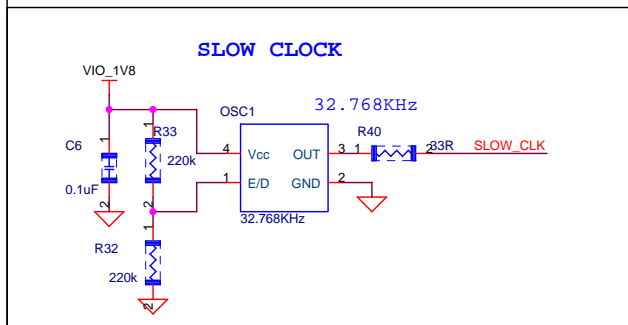 SLOW CLOCK
VIO_1V8
OSC1
32.768KHz
C6
1
1
R33
4
Vcc
OUT
3
R40
1
2
33R
SLOW_CLK
220k
0.1uF
2
2
1
E/D
GND
2
32.768KHz
1
R32
220k
2